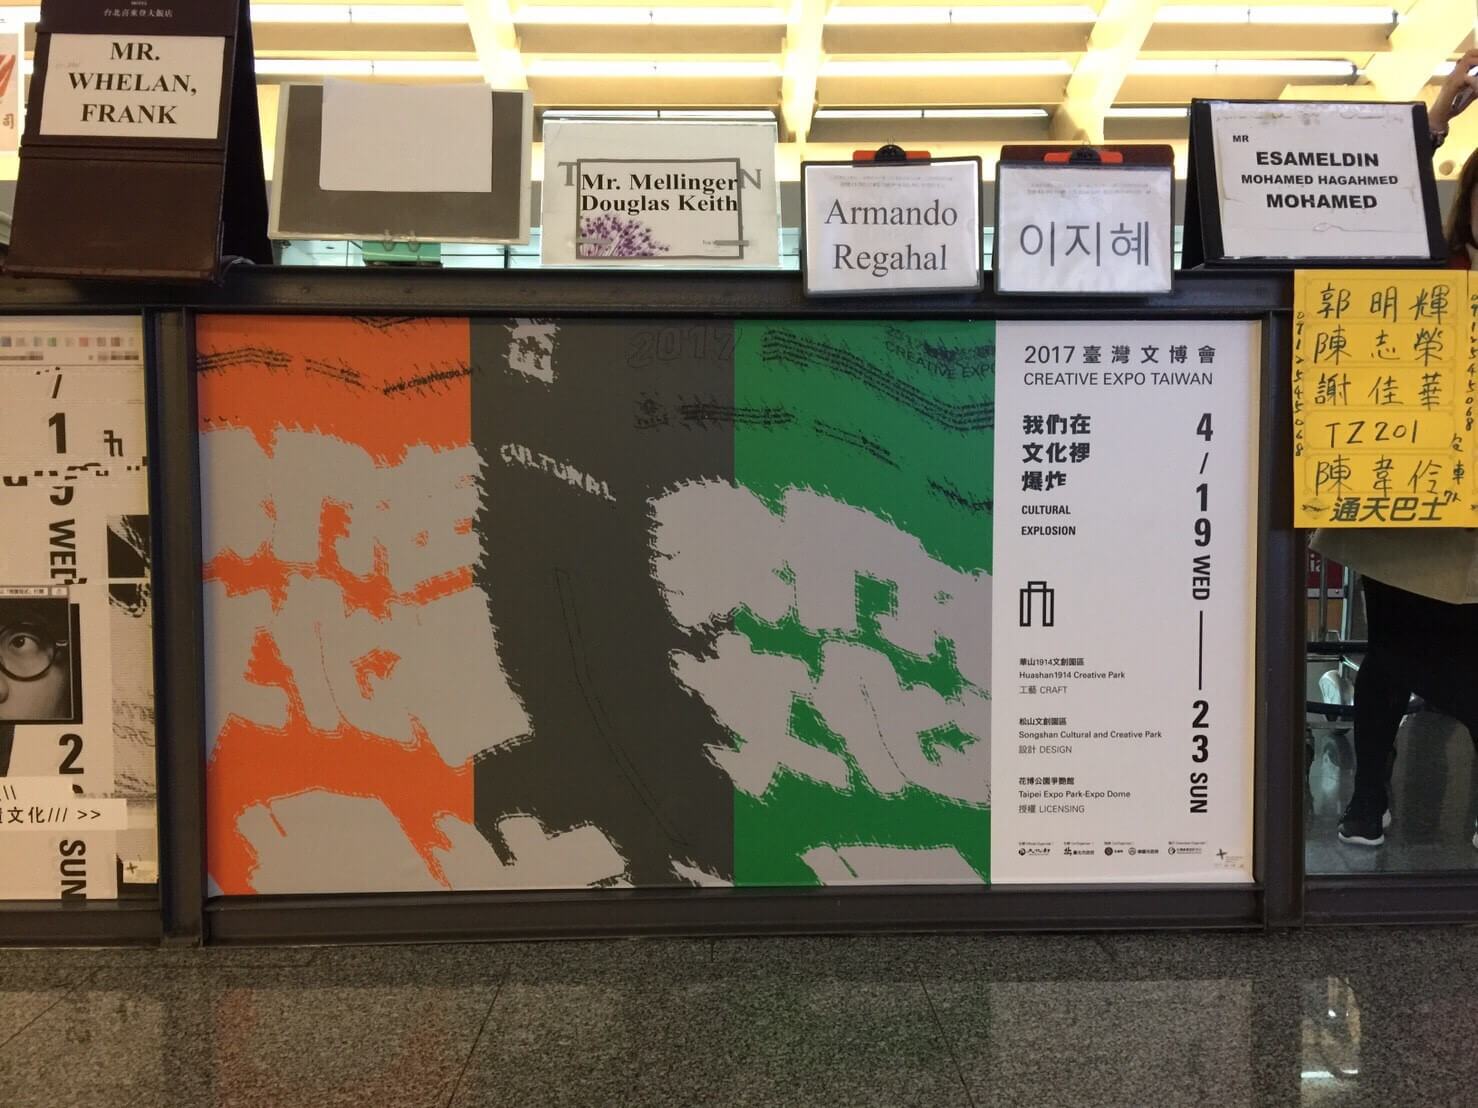 台北喜來登大飯店
MR.
WHELAN,
FRANK
Mr. Mellinger
Douglas Keith
Armando
Regahal
이지혜
MR
ESAMELDIN
MOHAMED HAGAHMED
MOHAMED
郭明輝
陳志榮
謝佳華
TZ201
陳韋伶
通天巴士
0912545068
2017
CREATIVE EXPO
CULTURAL
2017 臺灣文博會
CREATIVE EXPO TAIWAN
我們在
文化裡
爆炸
CULTURAL
EXPLOSION
4/19 WED — 23 SUN
華山1914文創園區
Huashan1914 Creative Park
工藝 CRAFT
松山文創園區
Songshan Cultural and Creative Park
設計 DESIGN
花博公園爭艷館
Taipei Expo Park-Expo Dome
授權 LICENSING
/
1
WED
2
文化/// >>
SUN